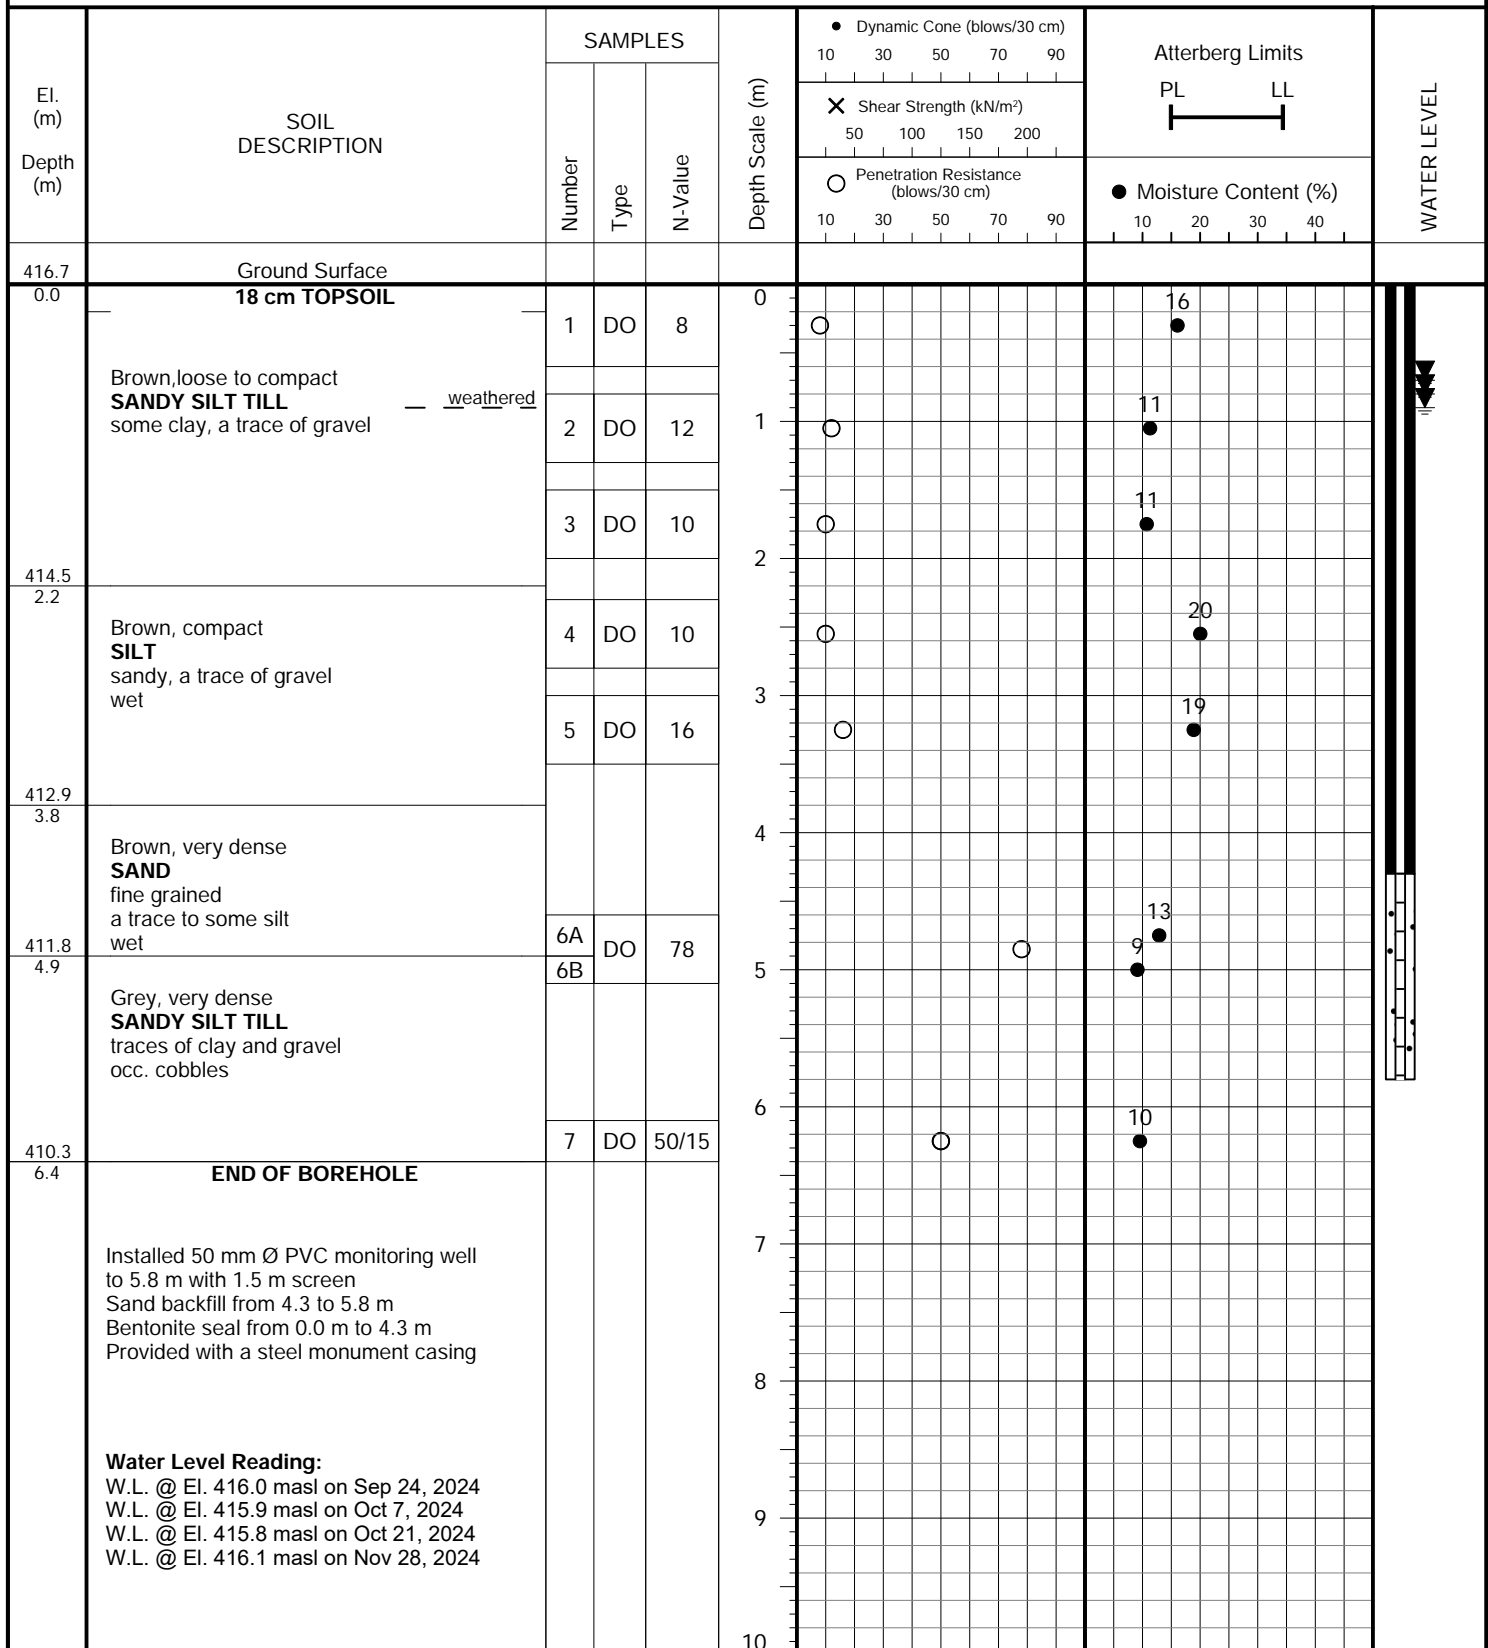 El.
(m)
Depth
(m)
SOIL
DESCRIPTION
SAMPLES
Number
Type
N-Value
Depth Scale (m)
Dynamic Cone (blows/30 cm)
10 30 50 70 90
Shear Strength (kN/m²)
50 100 150 200
Penetration Resistance
(blows/30 cm)
10 30 50 70 90
Atterberg Limits
PL LL
Moisture Content (%)
10 20 30 40
WATER LEVEL
416.7 Ground Surface
0.0 18 cm TOPSOIL 0
16
1 DO 8
Brown,loose to compact
SANDY SILT TILL weathered
some clay, a trace of gravel
11
2 DO 12
1
11
3 DO 10
2
414.5
2.2
20
Brown, compact
SILT
sandy, a trace of gravel
wet
4 DO 10
3
19
5 DO 16
412.9
3.8
4
Brown, very dense
SAND
fine grained
a trace to some silt
wet
13
6A DO 78
9
411.8
4.9
6B
5
Grey, very dense
SANDY SILT TILL
traces of clay and gravel
occ. cobbles
6
10
7 DO 50/15
410.3
6.4 END OF BOREHOLE
7
Installed 50 mm Ø PVC monitoring well
to 5.8 m with 1.5 m screen
Sand backfill from 4.3 to 5.8 m
Bentonite seal from 0.0 m to 4.3 m
Provided with a steel monument casing
8
Water Level Reading:
W.L. @ El. 416.0 masl on Sep 24, 2024
W.L. @ El. 415.9 masl on Oct 7, 2024
9
W.L. @ El. 415.8 masl on Oct 21, 2024
W.L. @ El. 416.1 masl on Nov 28, 2024
10